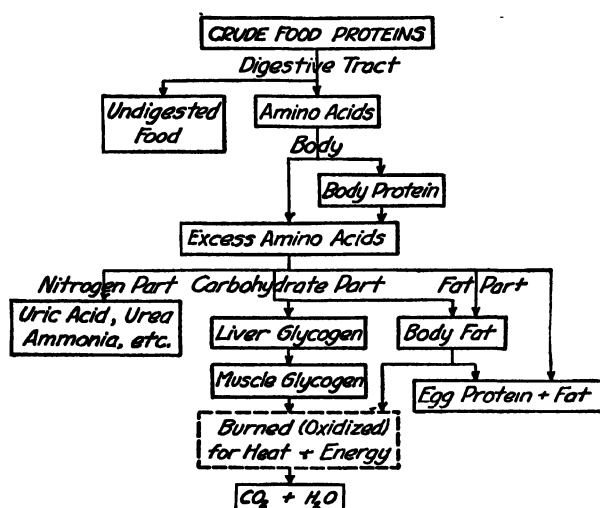 CRUDE FOOD PROTEINS
Digestive Tract
Undigested
Food
Amino Acids
Body
Body Protein
Excess Amino Acids
Nitrogen Part Carbohydrate Part Fat Part
Uric Acid, Urea
Ammonia, etc.
Liver Glycogen
Body Fat
Muscle Glycogen
Egg Protein + Fat
Burned (Oxidized)
for Heat + Energy
CO₂ + H₂O